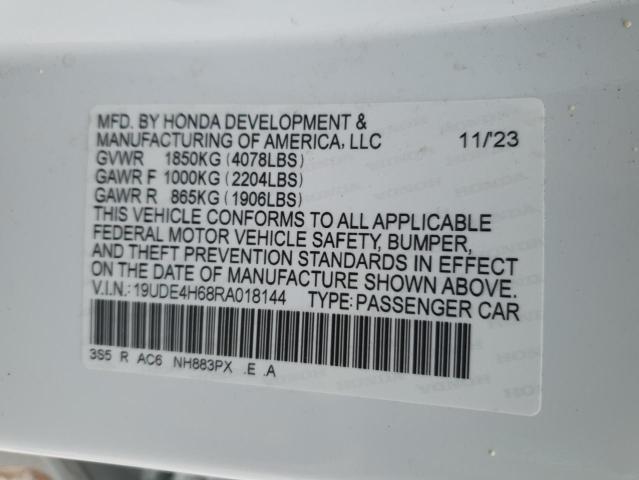 MFD. BY HONDA DEVELOPMENT &
MANUFACTURING OF AMERICA, LLC 11/23
GVWR 1850KG (4078LBS)
GAWR F 1000KG (2204LBS)
GAWR R 865KG (1906LBS)
THIS VEHICLE CONFORMS TO ALL APPLICABLE
FEDERAL MOTOR VEHICLE SAFETY, BUMPER,
AND THEFT PREVENTION STANDARDS IN EFFECT
ON THE DATE OF MANUFACTURE SHOWN ABOVE.
V.I.N.: 19UDE4H68RA018144 TYPE: PASSENGER CAR
3S5 R AC6 NH883PX .E .A